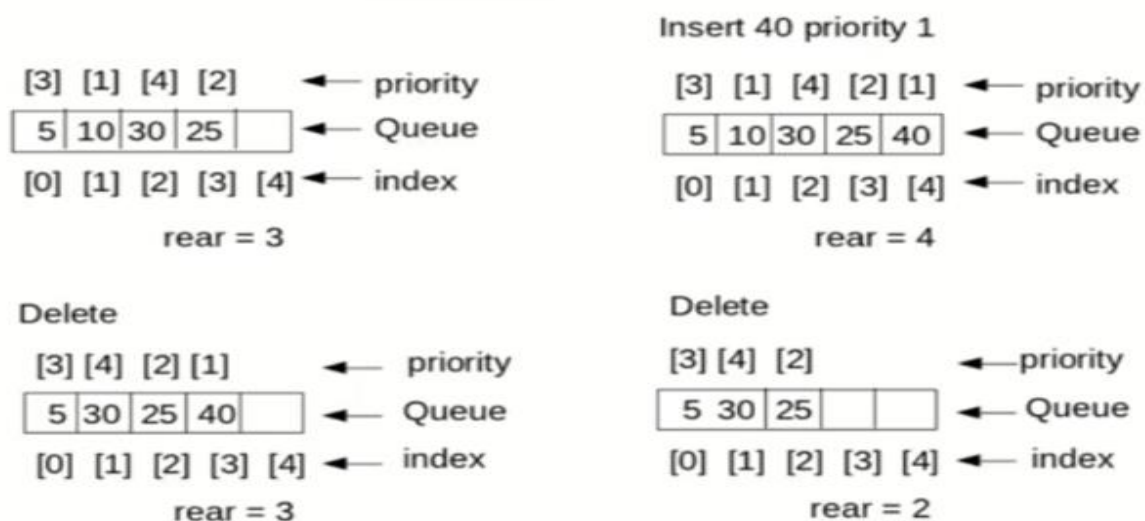 [3] [1] [4] [2] priority
5 10 30 25 Queue
[0] [1] [2] [3] [4] index
rear = 3
Insert 40 priority 1
[3] [1] [4] [2] [1] priority
5 10 30 25 40 Queue
[0] [1] [2] [3] [4] index
rear = 4
Delete
[3] [4] [2] [1] priority
5 30 25 40 Queue
[0] [1] [2] [3] [4] index
rear = 3
Delete
[3] [4] [2] priority
5 30 25 Queue
[0] [1] [2] [3] [4] index
rear = 2